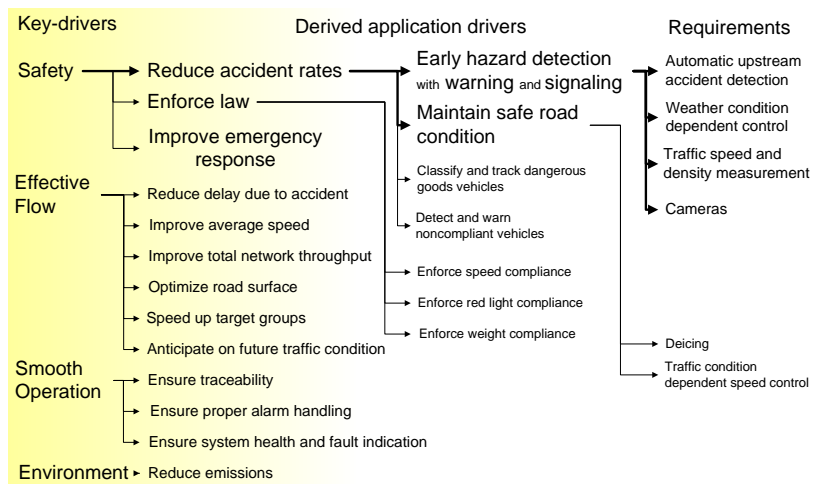 Key-drivers
Derived application drivers
Requirements
Safety
Reduce accident rates
Enforce law
Improve emergency
response
Early hazard detection
with warning and signaling
Maintain safe road
condition
Classify and track dangerous
goods vehicles
Detect and warn
noncompliant vehicles
Enforce speed compliance
Enforce red light compliance
Enforce weight compliance
Automatic upstream
accident detection
Weather condition
dependent control
Traffic speed and
density measurement
Cameras
Deicing
Traffic condition
dependent speed control
Effective
Flow
Reduce delay due to accident
Improve average speed
Improve total network throughput
Optimize road surface
Speed up target groups
Anticipate on future traffic condition
Smooth
Operation
Ensure traceability
Ensure proper alarm handling
Ensure system health and fault indication
Environment
Reduce emissions